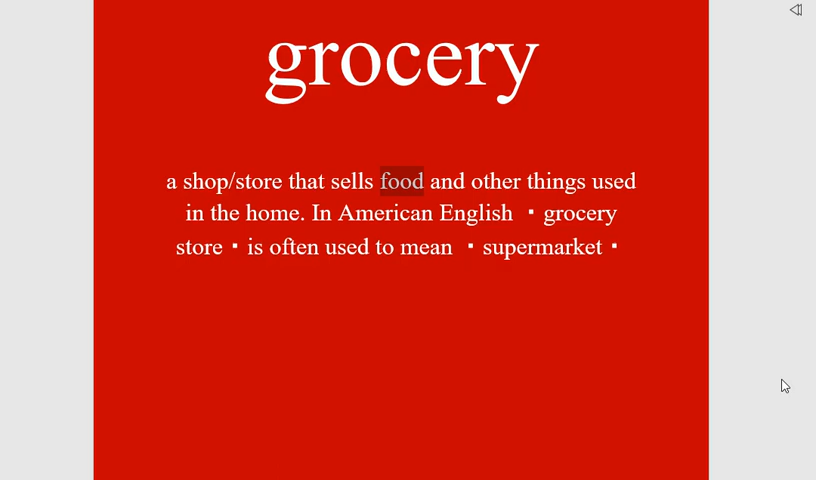 grocery
a shop/store that sells food and other things used
in the home. In American English ▪ grocery
store ▪ is often used to mean ▪ supermarket ▪